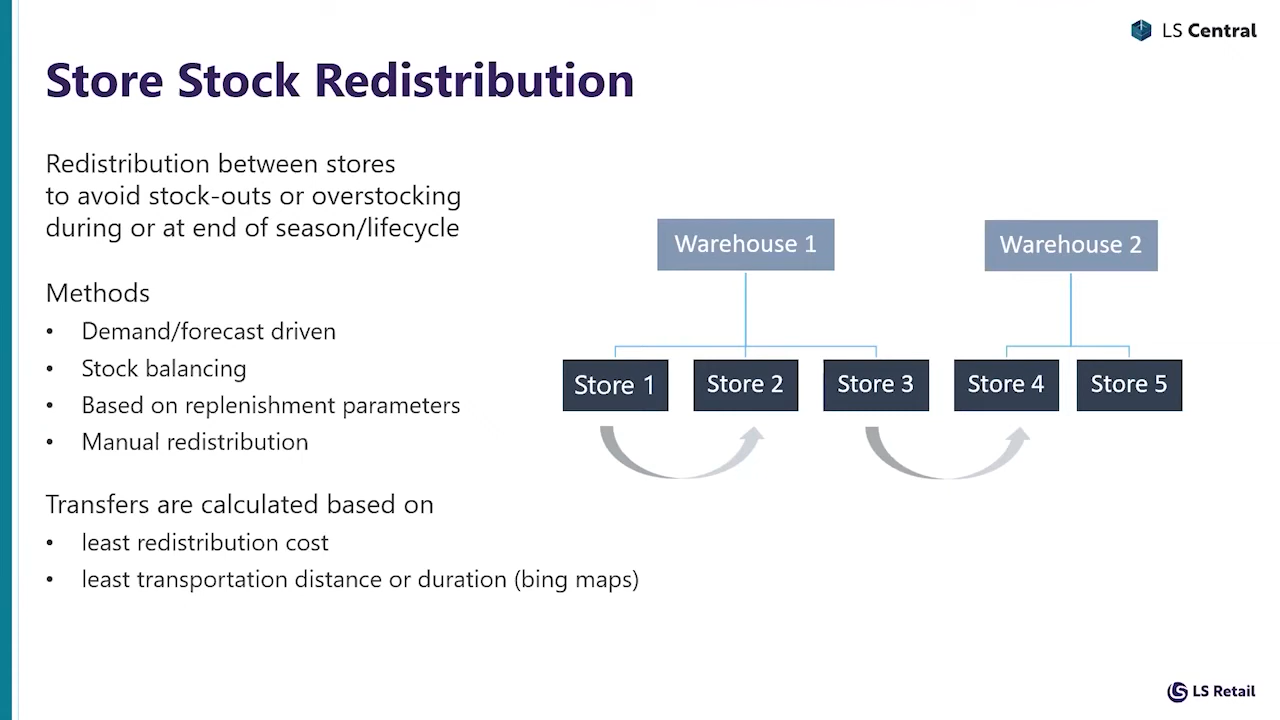 LS Central
Store Stock Redistribution
Redistribution between stores
to avoid stock-outs or overstocking
during or at end of season/lifecycle
Methods
• Demand/forecast driven
• Stock balancing
• Based on replenishment parameters
• Manual redistribution
Transfers are calculated based on
• least redistribution cost
• least transportation distance or duration (bing maps)
Warehouse 1
Warehouse 2
Store 1
Store 2
Store 3
Store 4
Store 5
LS Retail